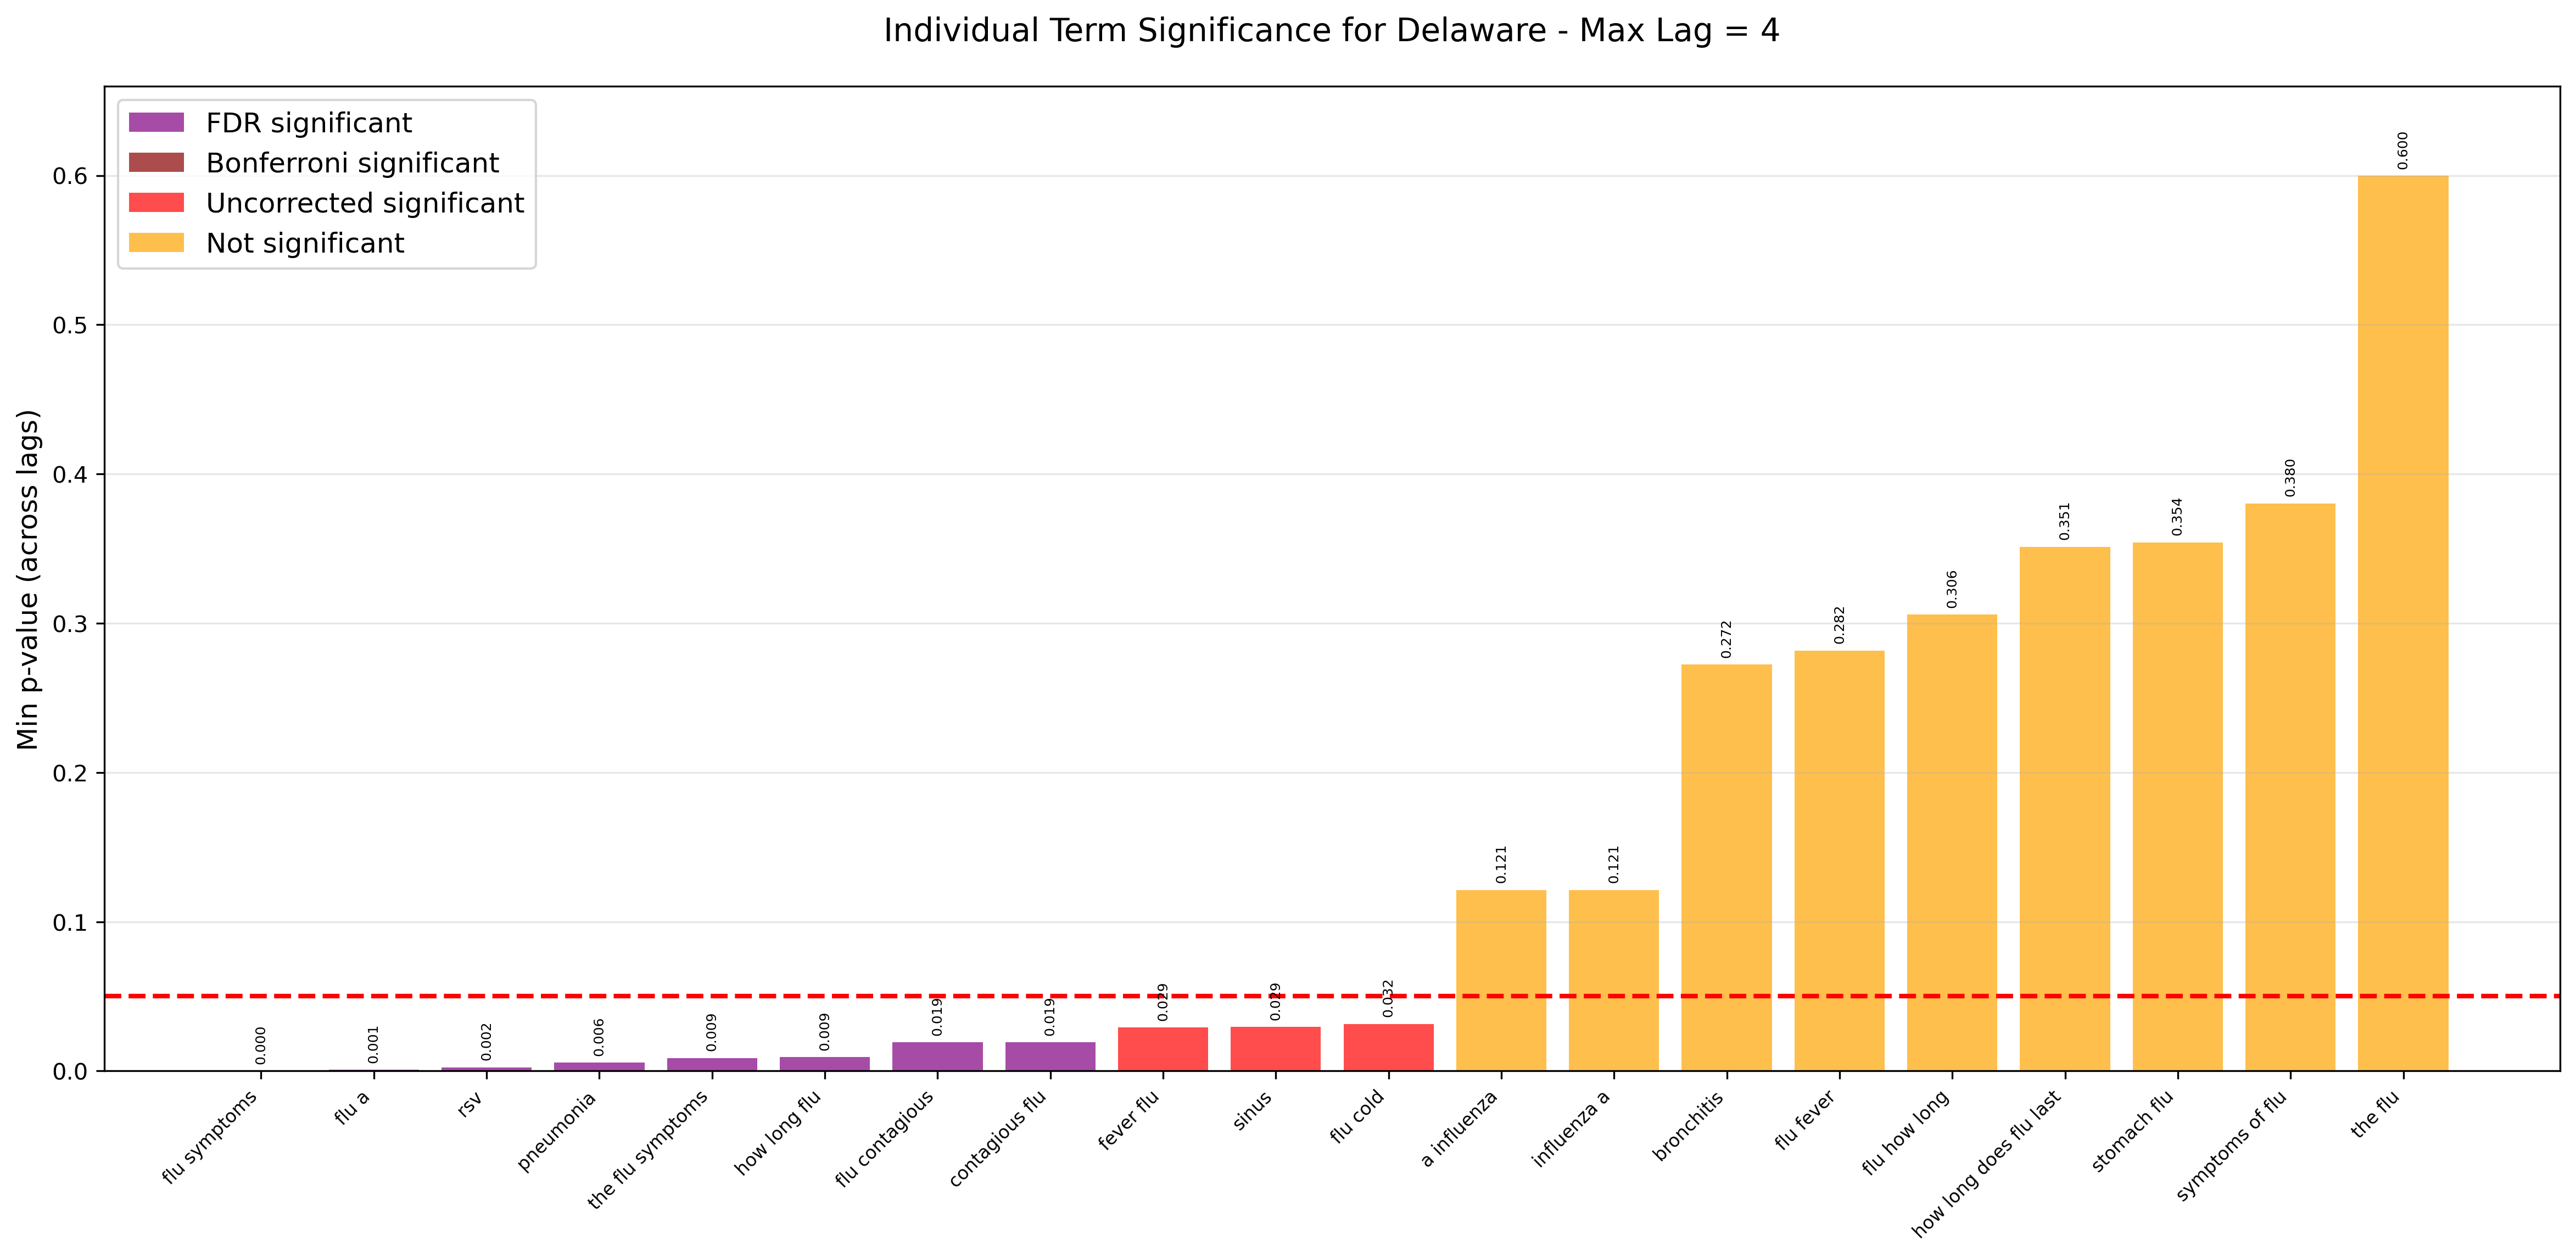 Individual Term Significance for Delaware - Max Lag = 4
FDR significant
Bonferroni significant
Uncorrected significant
Not significant
Min p-value (across lags)
0.6
0.5
0.4
0.3
0.2
0.1
0.0
0.000
0.001
0.002
0.006
0.009
0.009
0.019
0.019
0.029
0.029
0.032
0.121
0.121
0.272
0.282
0.306
0.351
0.354
0.380
0.600
flu symptoms
flu a
rsv
pneumonia
the flu symptoms
how long flu
flu contagious
contagious flu
fever flu
sinus
flu cold
a influenza
influenza a
bronchitis
flu fever
flu how long
how long does flu last
stomach flu
symptoms of flu
the flu